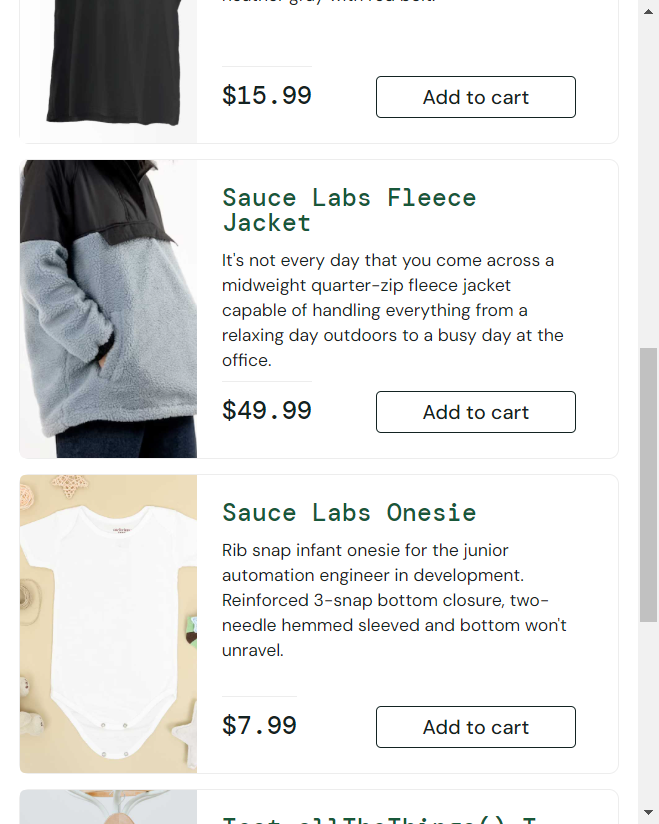 $15.99
Add to cart
Sauce Labs Fleece
Jacket
It's not every day that you come across a
midweight quarter-zip fleece jacket
capable of handling everything from a
relaxing day outdoors to a busy day at the
office.
$49.99
Add to cart
Sauce Labs Onesie
Rib snap infant onesie for the junior
automation engineer in development.
Reinforced 3-snap bottom closure, two-
needle hemmed sleeved and bottom won't
unravel.
$7.99
Add to cart
Test.allTheThings() T